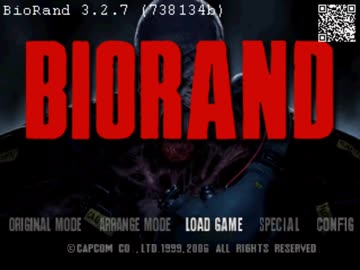 BioRand 3.2.7 (738134b)
BIORAND
ORIGINAL MODE ARRANGE MODE LOAD GAME SPECIAL CONFIG
©CAPCOM CO.,LTD.1999,2006 ALL RIGHTS RESERVED